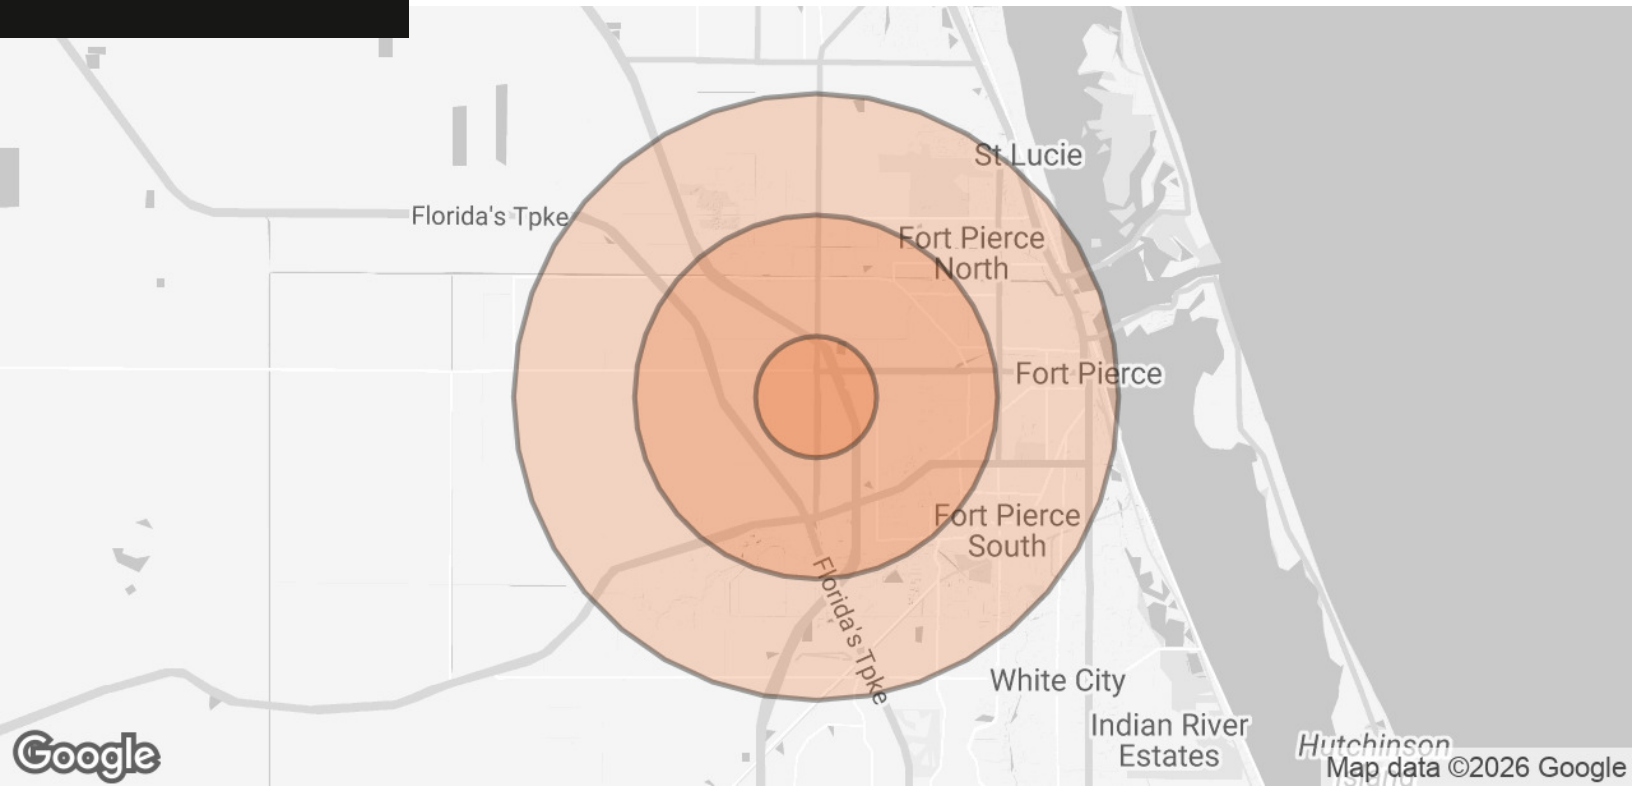 St Lucie
Florida's Tpke
Fort Pierce
North
Fort Pierce
Fort Pierce
South
Florida's Tpke
White City
Indian River
Estates
Hutchinson
Island
Google
Map data ©2026 Google